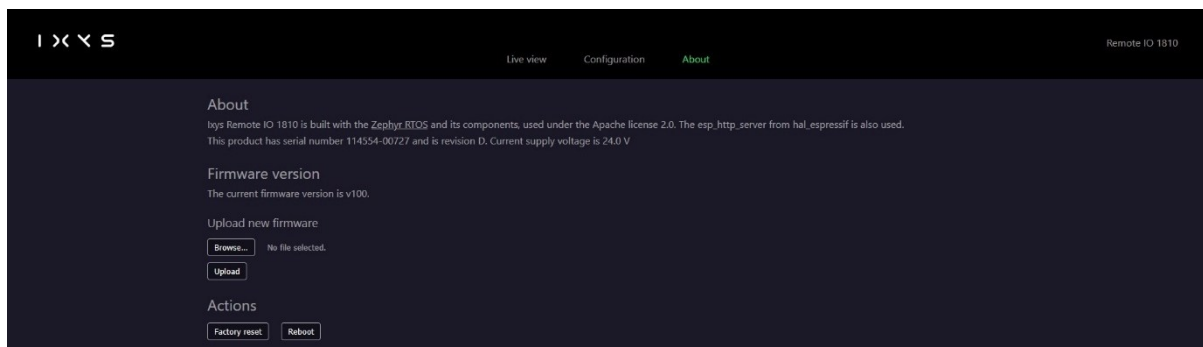 IXYS
Remote IO 1810
Live view Configuration About
About
Ixys Remote IO 1810 is built with the Zephyr RTOS and its components, used under the Apache license 2.0. The esp_http_server from hal_espressif is also used.
This product has serial number 114554-00727 and is revision D. Current supply voltage is 24.0 V
Firmware version
The current firmware version is v100.
Upload new firmware
Browse... No file selected.
Upload
Actions
Factory reset Reboot